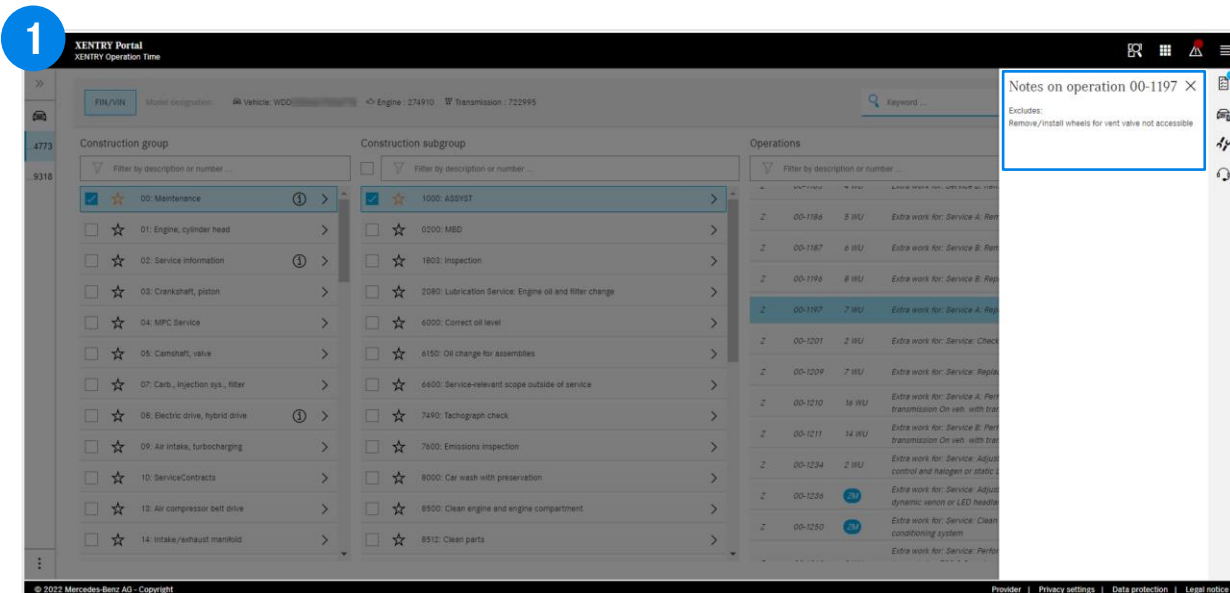 1
XENTRY Portal
XENTRY Operation Time
FIN/VIN
Model designation:
Vehicle: WDD
Engine : 274910
Transmission : 722995
Keyword ...
Notes on operation 00-1197
Excludes:
Remove/install wheels for vent valve not accessible
...4773
...9318
Construction group
Filter by description or number ...
00: Maintenance
01: Engine, cylinder head
02: Service information
03: Crankshaft, piston
04: MPC Service
05: Camshaft, valve
07: Carb., injection sys., filter
08: Electric drive, hybrid drive
09: Air intake, turbocharging
10: ServiceContracts
13: Air compressor belt drive
14: Intake/exhaust manifold
Construction subgroup
Filter by description or number ...
1000: ASSYST
0200: MBD
1803: Inspection
2080: Lubrication Service: Engine oil and filter change
6000: Correct oil level
6150: Oil change for assemblies
6600: Service-relevant scope outside of service
7490: Tachograph check
7600: Emissions inspection
8000: Car wash with preservation
8500: Clean engine and engine compartment
8512: Clean parts
Operations
Filter by description or number ...
Z 00-1186 5 WU Extra work for: Service A: Rem
Z 00-1187 6 WU Extra work for: Service B: Rem
Z 00-1196 8 WU Extra work for: Service B: Rep
Z 00-1197 7 WU Extra work for: Service A: Rep
Z 00-1201 2 WU Extra work for: Service: Check
Z 00-1209 7 WU Extra work for: Service: Repla
Z 00-1210 16 WU Extra work for: Service A: Perf
transmission On veh. with tran
Z 00-1211 14 WU Extra work for: Service B: Perf
transmission On veh. with tran
Z 00-1234 2 WU Extra work for: Service: Adjust
control and halogen or static
Z 00-1236 ZM Extra work for: Service: Adjus
dynamic xenon or LED headla
Z 00-1250 ZM Extra work for: Service: Clean
conditioning system
Extra work for: Service: Perfor
© 2022 Mercedes-Benz AG - Copyright
Provider | Privacy settings | Data protection | Legal notice